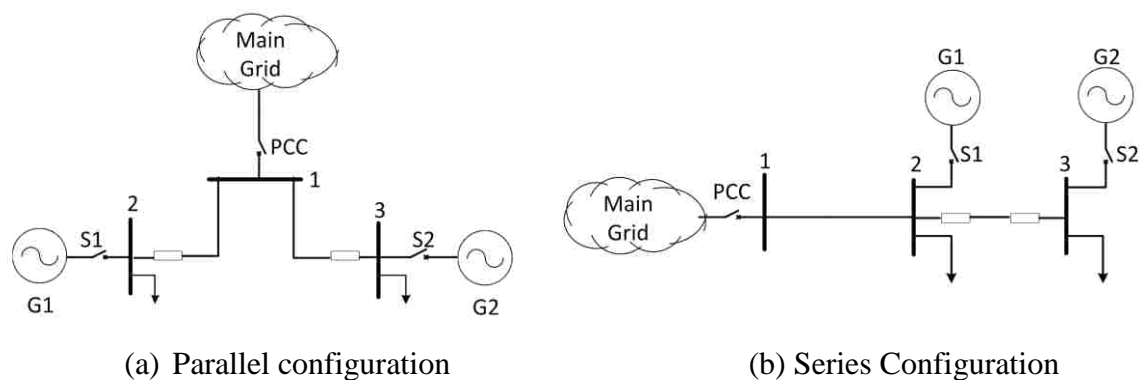 Main
Grid
PCC
1
2
S1
G1
3
S2
G2
(a) Parallel configuration
G1
G2
S1
S2
1
2
3
PCC
Main
Grid
(b) Series Configuration